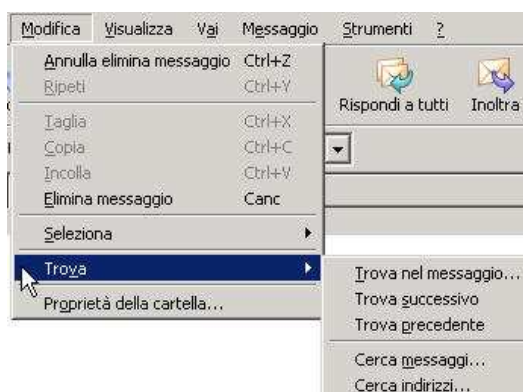 Modifica Visualizza Vai Messaggio Strumenti ?
Annulla elimina messaggio Ctrl+Z
Ripeti Ctrl+Y
Rispondi a tutti Inoltra
Taglia Ctrl+X
Copia Ctrl+C
Incolla Ctrl+V
Elimina messaggio Canc
Seleziona
Trova
Proprietà della cartella...
Trova nel messaggio...
Trova successivo
Trova precedente
Cerca messaggi...
Cerca indirizzi...